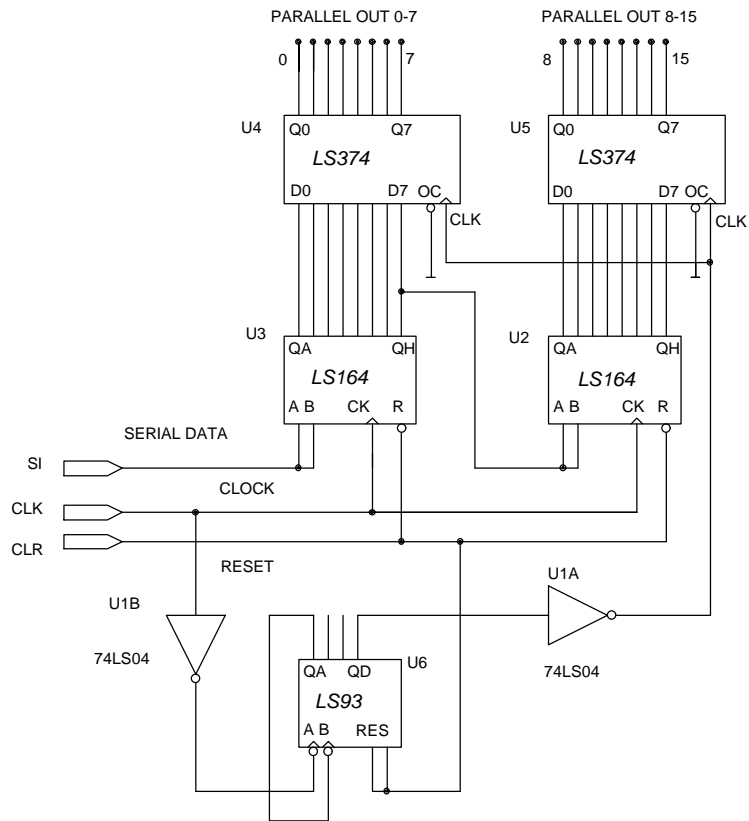 PARALLEL OUT 0-7 PARALLEL OUT 8-15
0 7 8 15
U4 Q0 Q7 U5 Q0 Q7
LS374 LS374
D0 D7 OC D0 D7 OC
CLK CLK
U3 U2
QA QH QA QH
LS164 LS164
A B CK R A B CK R
SERIAL DATA
SI
CLOCK
CLK
CLR
RESET
U1A
U1B
74LS04 QA QD U6 74LS04
LS93
A B RES